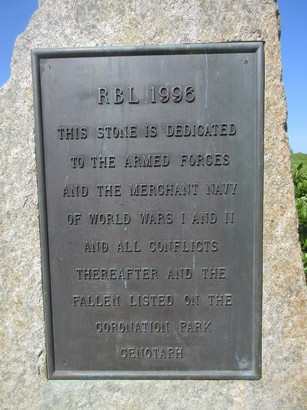 RBL 1996
THIS STONE IS DEDICATED
TO THE ARMED FORCES
AND THE MERCHANT NAVY
OF WORLD WARS I AND II
AND ALL CONFLICTS
THEREAFTER AND THE
FALLEN LISTED ON THE
CORONATION PARK
CENOTAPH